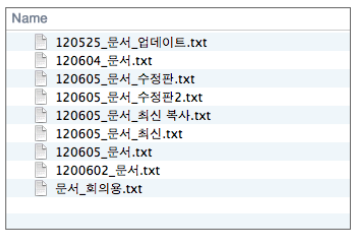 Name
120525_문서_업데이트.txt
120604_문서.txt
120605_문서_수정판.txt
120605_문서_수정판2.txt
120605_문서_최신 복사.txt
120605_문서_최신.txt
120605_문서.txt
1200602_문서.txt
문서_회의용.txt